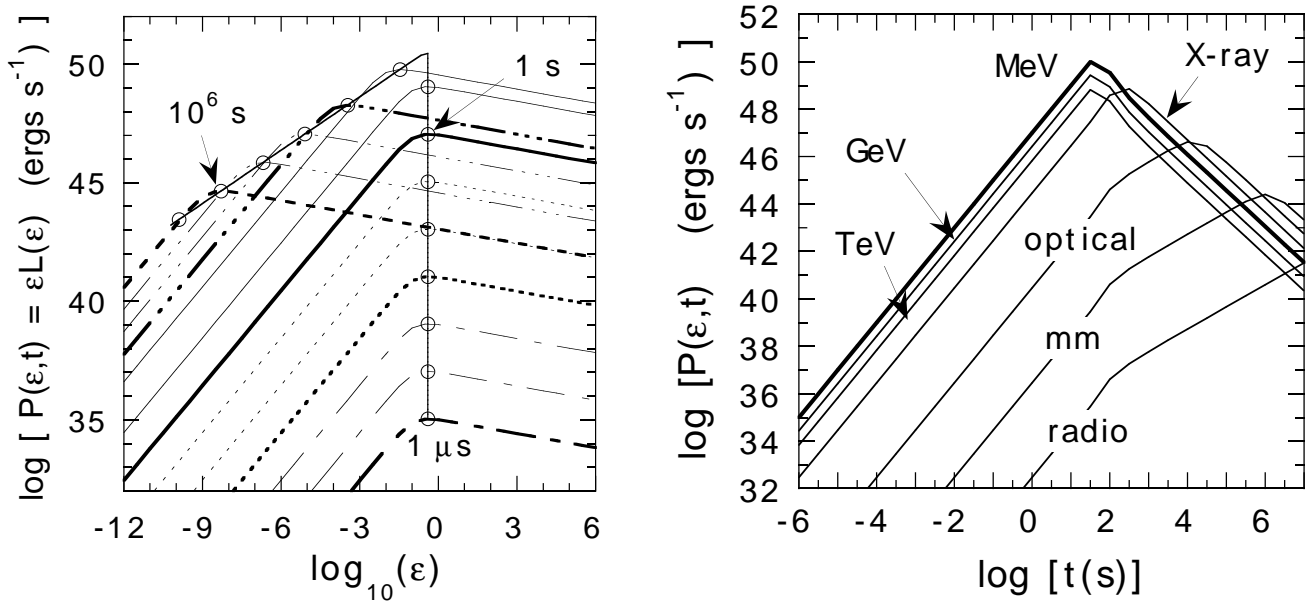 log [ P(ε,t) = εL(ε) (ergs s⁻¹) ]
50
45
40
35
-12 -9 -6 -3 0 3 6
log₁₀(ε)
1 s
10⁶ s
1 μs
log [P(ε,t) (ergs s⁻¹) ]
52
50
48
46
44
42
40
38
36
34
32
-6 -4 -2 0 2 4 6
log [t(s)]
MeV
X-ray
GeV
TeV
optical
mm
radio